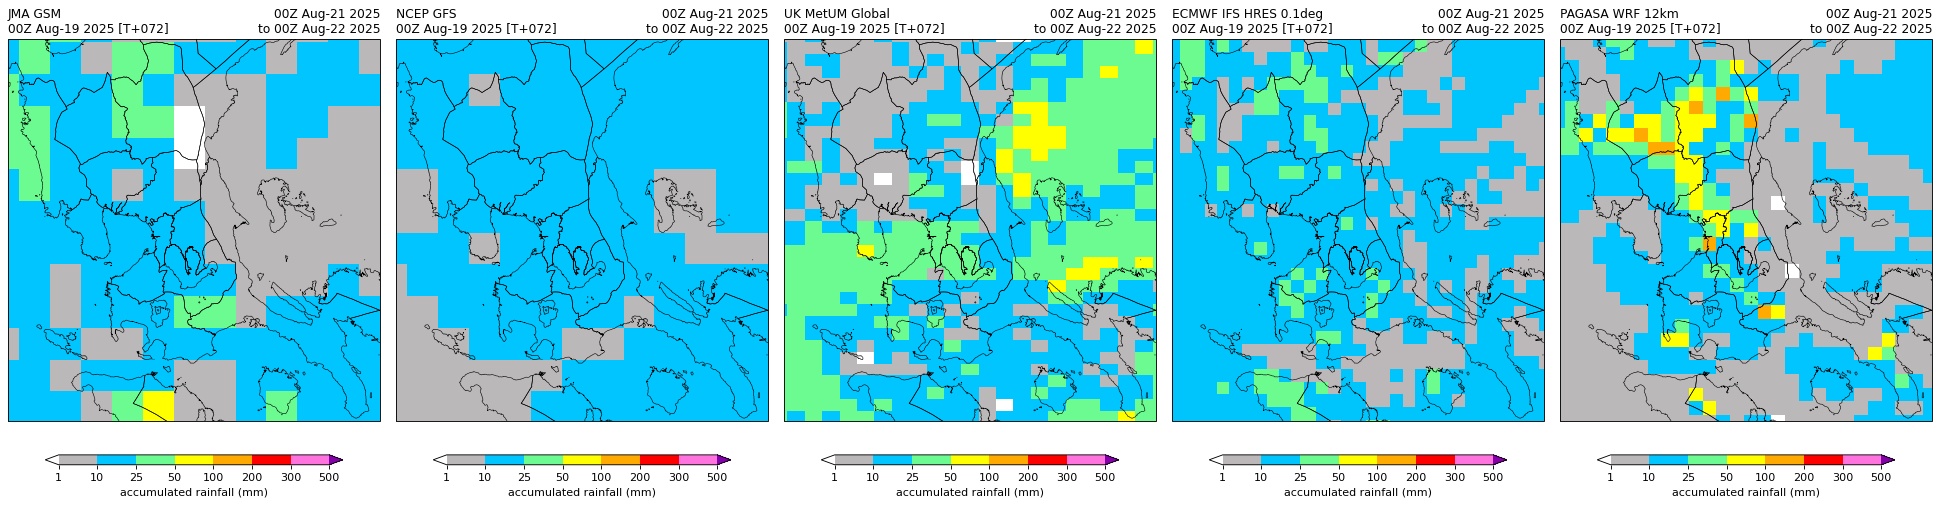 JMA GSM 00Z Aug-21 2025
00Z Aug-19 2025 [T+072] to 00Z Aug-22 2025
1 10 25 50 100 200 300 500
accumulated rainfall (mm)
NCEP GFS 00Z Aug-21 2025
00Z Aug-19 2025 [T+072] to 00Z Aug-22 2025
1 10 25 50 100 200 300 500
accumulated rainfall (mm)
UK MetUM Global 00Z Aug-21 2025
00Z Aug-19 2025 [T+072] to 00Z Aug-22 2025
1 10 25 50 100 200 300 500
accumulated rainfall (mm)
ECMWF IFS HRES 0.1deg 00Z Aug-21 2025
00Z Aug-19 2025 [T+072] to 00Z Aug-22 2025
1 10 25 50 100 200 300 500
accumulated rainfall (mm)
PAGASA WRF 12km 00Z Aug-21 2025
00Z Aug-19 2025 [T+072] to 00Z Aug-22 2025
1 10 25 50 100 200 300 500
accumulated rainfall (mm)